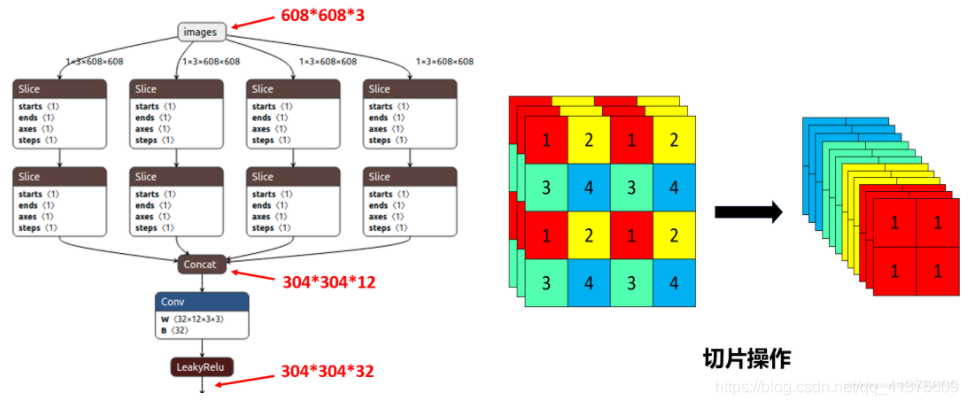 608*608*3
images
1×3×608×608 1×3×608×608 1×3×608×608 1×3×608×608
Slice Slice Slice Slice
starts ⟨1⟩ starts ⟨1⟩ starts ⟨1⟩ starts ⟨1⟩
ends ⟨1⟩ ends ⟨1⟩ ends ⟨1⟩ ends ⟨1⟩
axes ⟨1⟩ axes ⟨1⟩ axes ⟨1⟩ axes ⟨1⟩
steps ⟨1⟩ steps ⟨1⟩ steps ⟨1⟩ steps ⟨1⟩
Slice Slice Slice Slice
starts ⟨1⟩ starts ⟨1⟩ starts ⟨1⟩ starts ⟨1⟩
ends ⟨1⟩ ends ⟨1⟩ ends ⟨1⟩ ends ⟨1⟩
axes ⟨1⟩ axes ⟨1⟩ axes ⟨1⟩ axes ⟨1⟩
steps ⟨1⟩ steps ⟨1⟩ steps ⟨1⟩ steps ⟨1⟩
Concat
304*304*12
Conv
W ⟨32×12×3×3⟩
B ⟨32⟩
LeakyRelu
304*304*32
1 2 1 2
3 4 3 4
1 2 1 2
3 4 3 4
1 1
1 1
切片操作